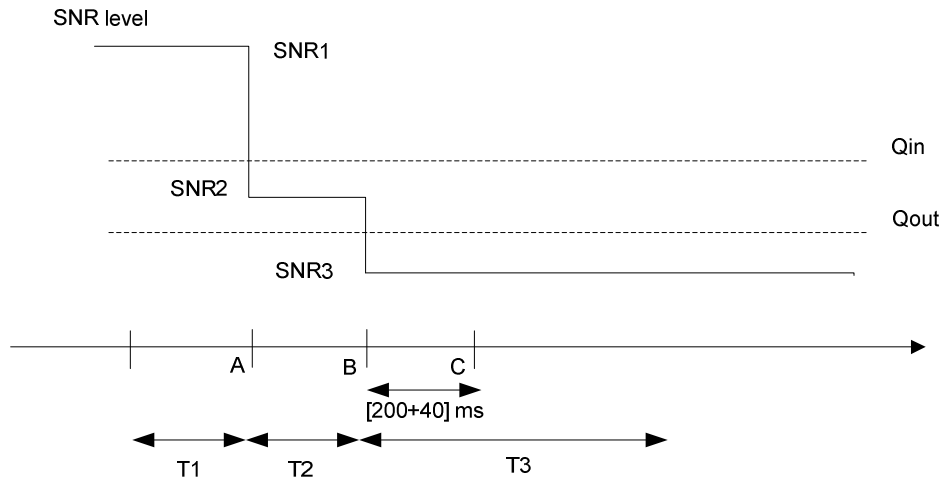 SNR level
SNR1
Qin
SNR2
Qout
SNR3
A
B
C
[200+40] ms
T1
T2
T3